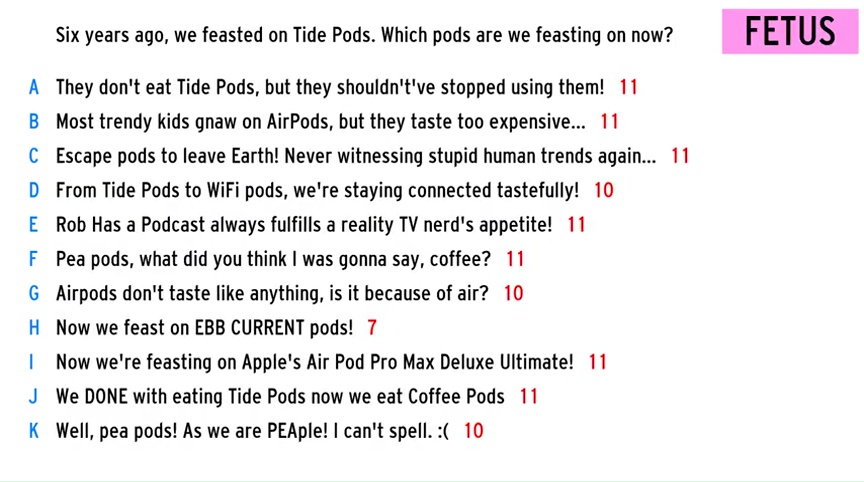 Six years ago, we feasted on Tide Pods. Which pods are we feasting on now?
FETUS
A They don't eat Tide Pods, but they shouldn't've stopped using them! 11
B Most trendy kids gnaw on AirPods, but they taste too expensive... 11
C Escape pods to leave Earth! Never witnessing stupid human trends again... 11
D From Tide Pods to WiFi pods, we're staying connected tastefully! 10
E Rob Has a Podcast always fulfills a reality TV nerd's appetite! 11
F Pea pods, what did you think I was gonna say, coffee? 11
G Airpods don't taste like anything, is it because of air? 10
H Now we feast on EBB CURRENT pods! 7
I Now we're feasting on Apple's Air Pod Pro Max Deluxe Ultimate! 11
J We DONE with eating Tide Pods now we eat Coffee Pods 11
K Well, pea pods! As we are PEAple! I can't spell. :( 10